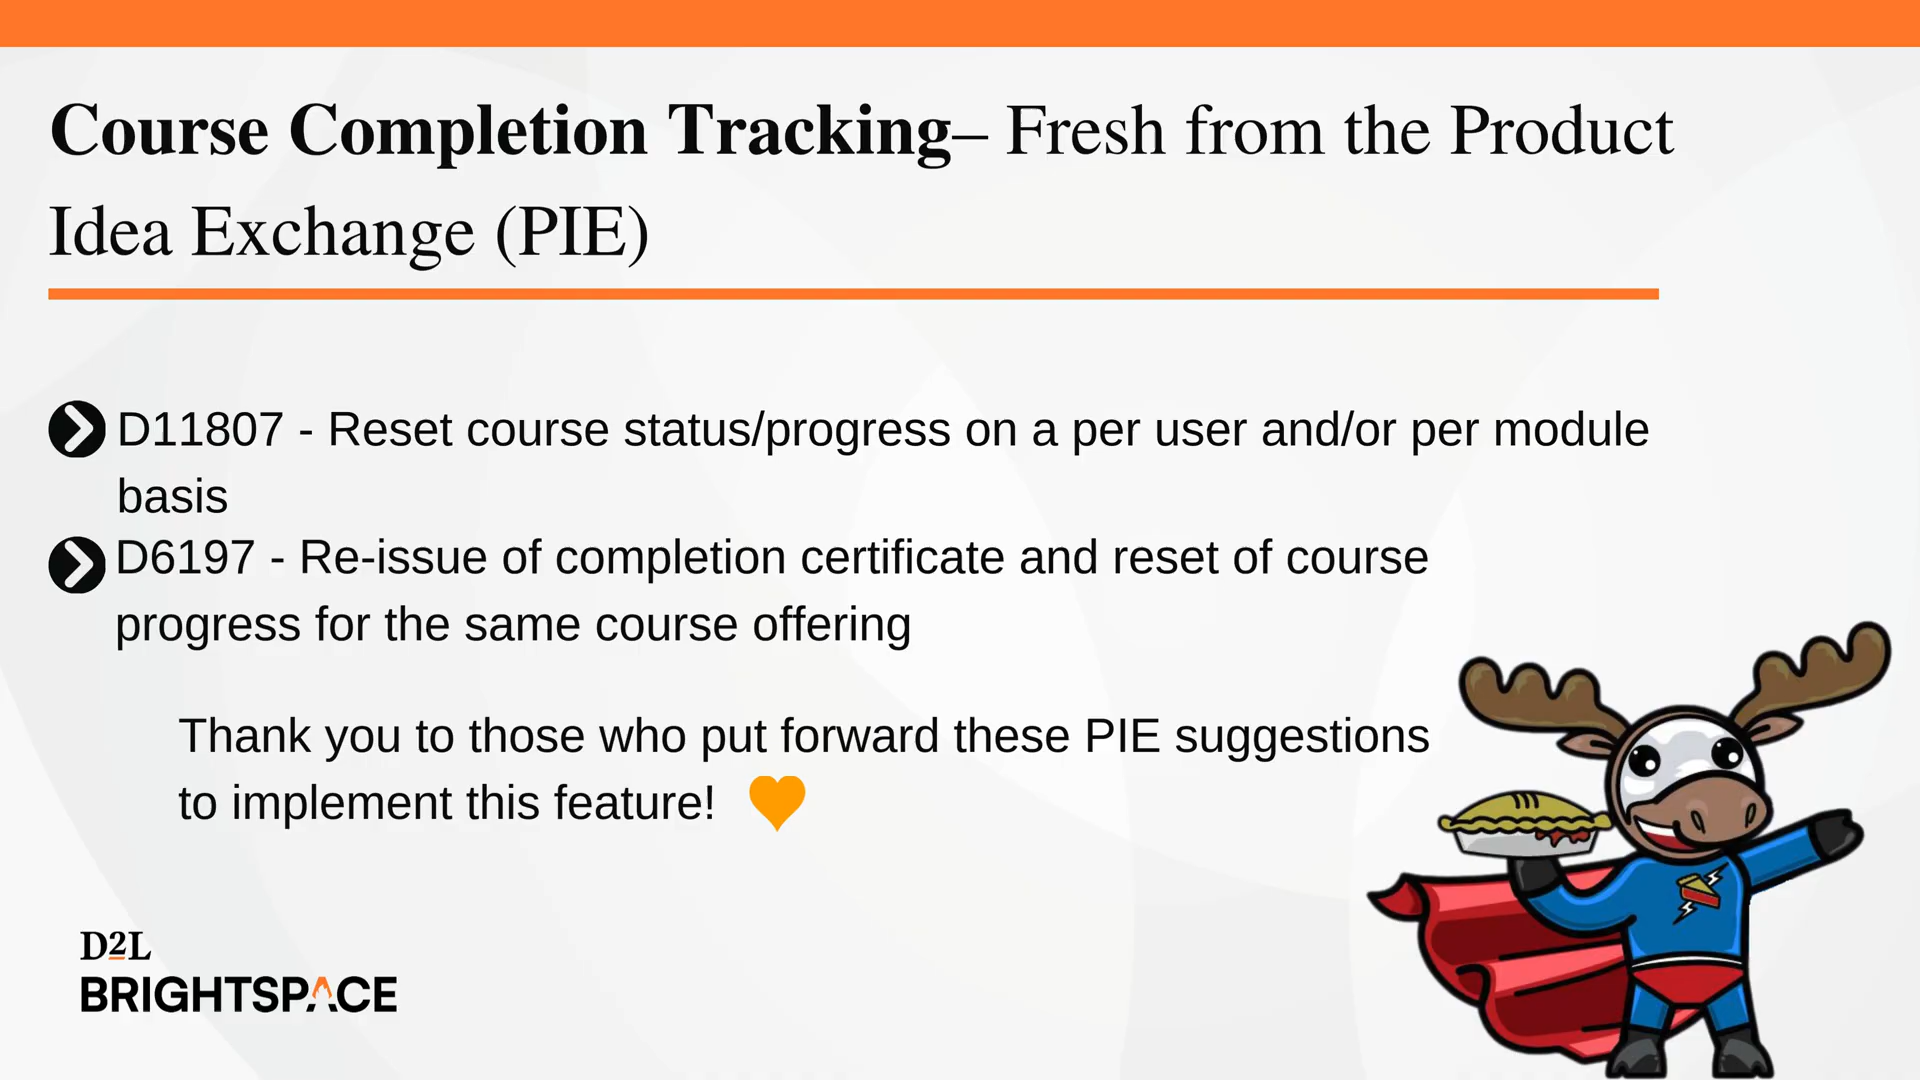 Course Completion Tracking– Fresh from the Product
Idea Exchange (PIE)
D11807 - Reset course status/progress on a per user and/or per module
basis
D6197 - Re-issue of completion certificate and reset of course
progress for the same course offering
Thank you to those who put forward these PIE suggestions
to implement this feature!
D2L
BRIGHTSPACE